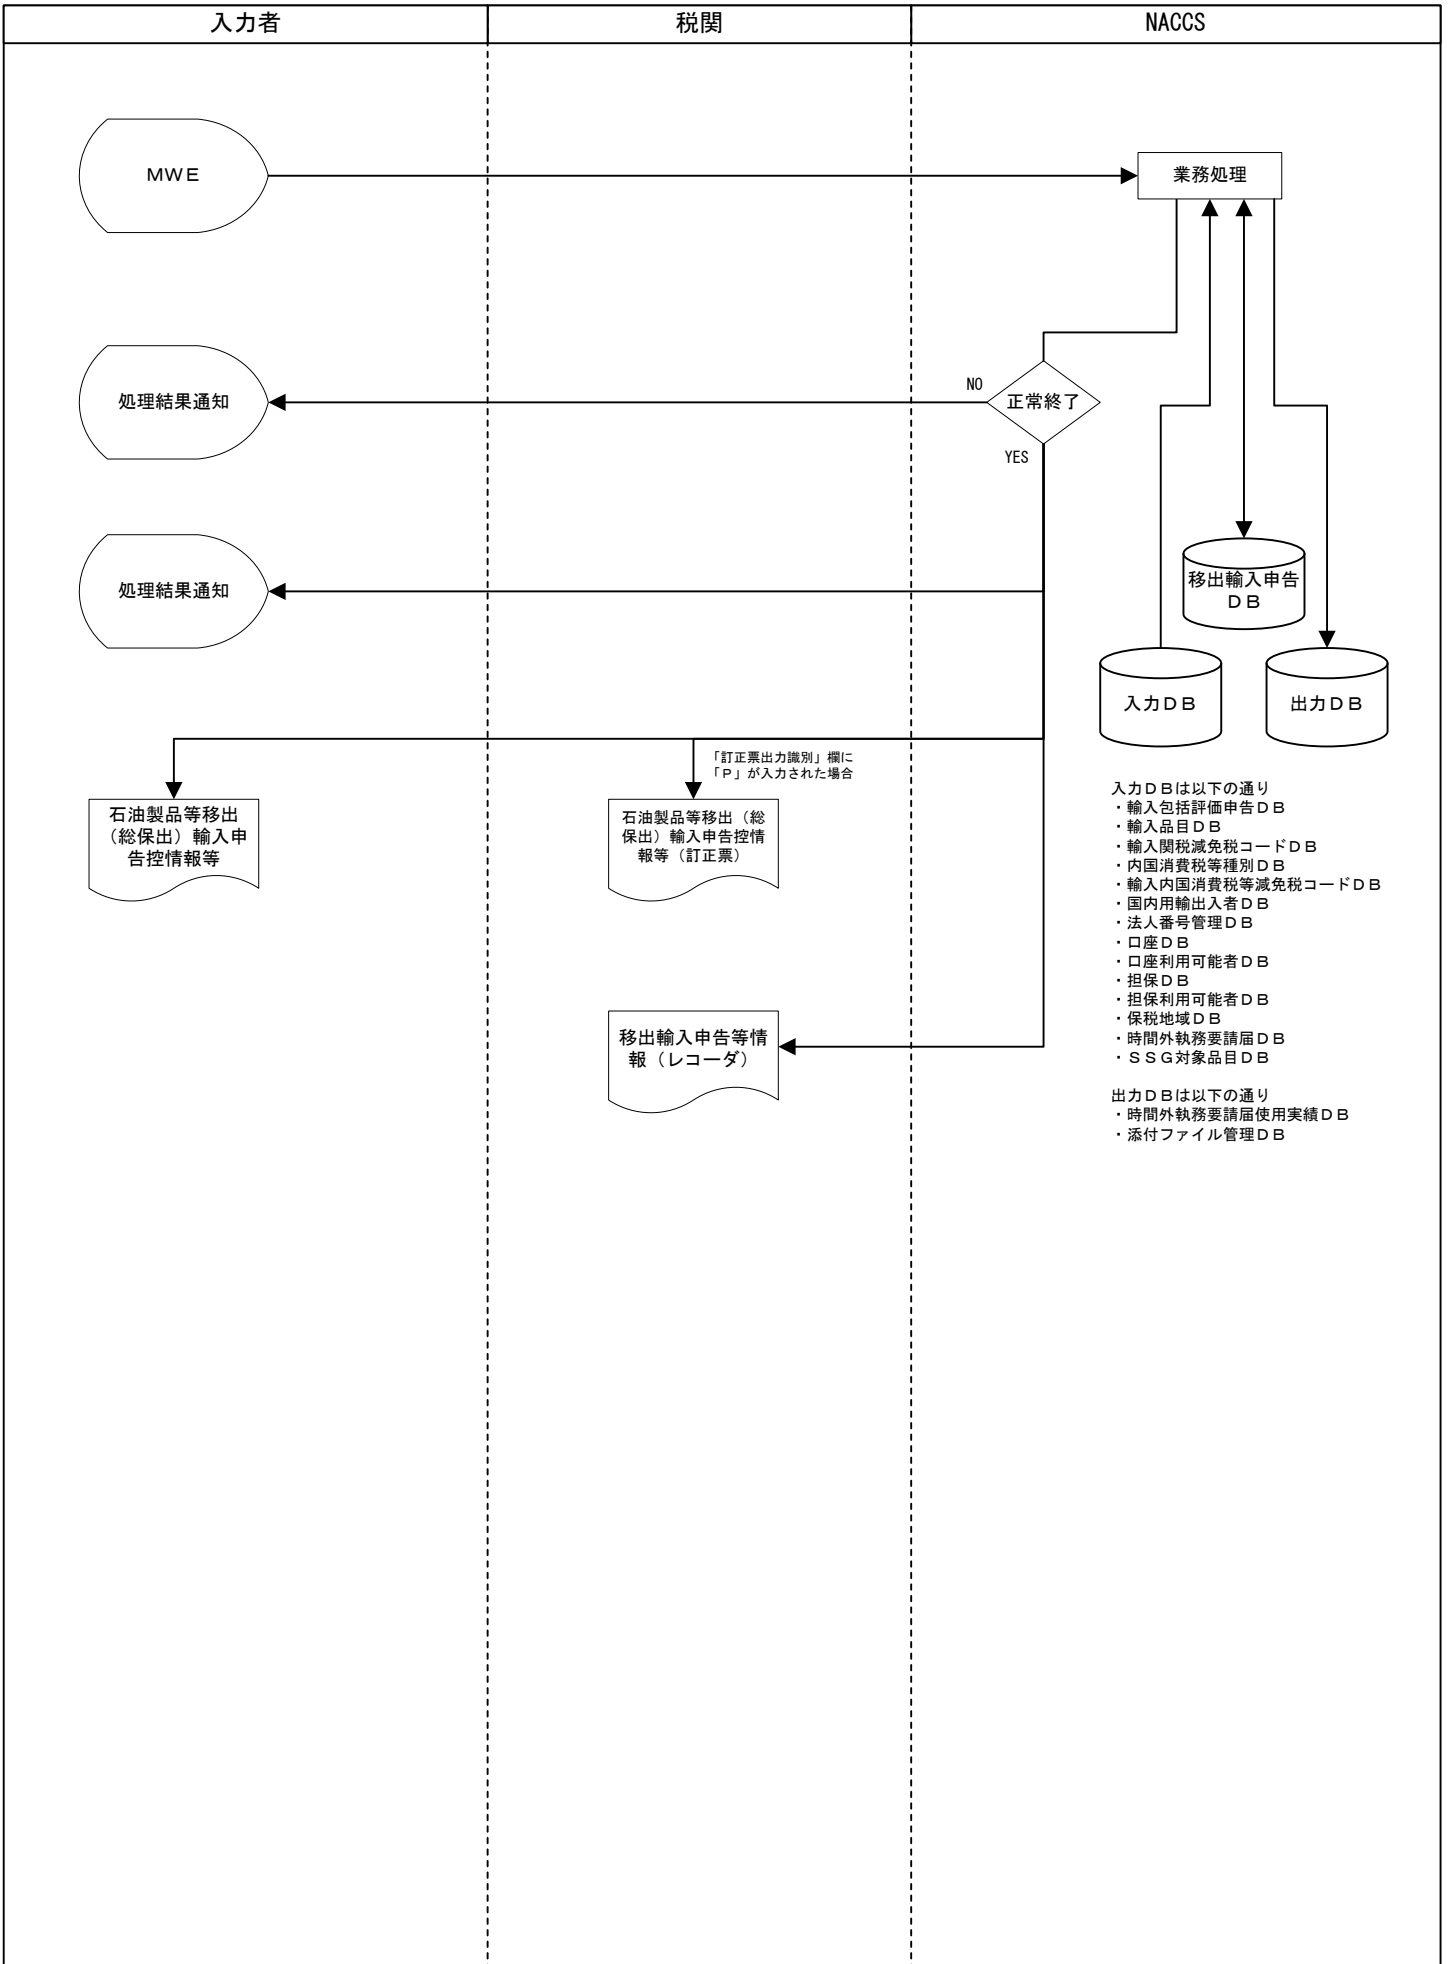 入力者
税関
NACCS
ＭＷＥ
業務処理
処理結果通知
NO
正常終了
YES
処理結果通知
移出輸入申告
ＤＢ
入力ＤＢ
出力ＤＢ
「訂正票出力識別」欄に
「Ｐ」が入力された場合
石油製品等移出
（総保出）輸入申
告控情報等
石油製品等移出（総
保出）輸入申告控情
報等（訂正票）
移出輸入申告等情
報（レコーダ）
入力ＤＢは以下の通り
・輸入包括評価申告ＤＢ
・輸入品目ＤＢ
・輸入関税減免税コードＤＢ
・内国消費税等種別ＤＢ
・輸入内国消費税等減免税コードＤＢ
・国内用輸出入者ＤＢ
・法人番号管理ＤＢ
・口座ＤＢ
・口座利用可能者ＤＢ
・担保ＤＢ
・担保利用可能者ＤＢ
・保税地域ＤＢ
・時間外執務要請届ＤＢ
・ＳＳＧ対象品目ＤＢ
出力ＤＢは以下の通り
・時間外執務要請届使用実績ＤＢ
・添付ファイル管理ＤＢ